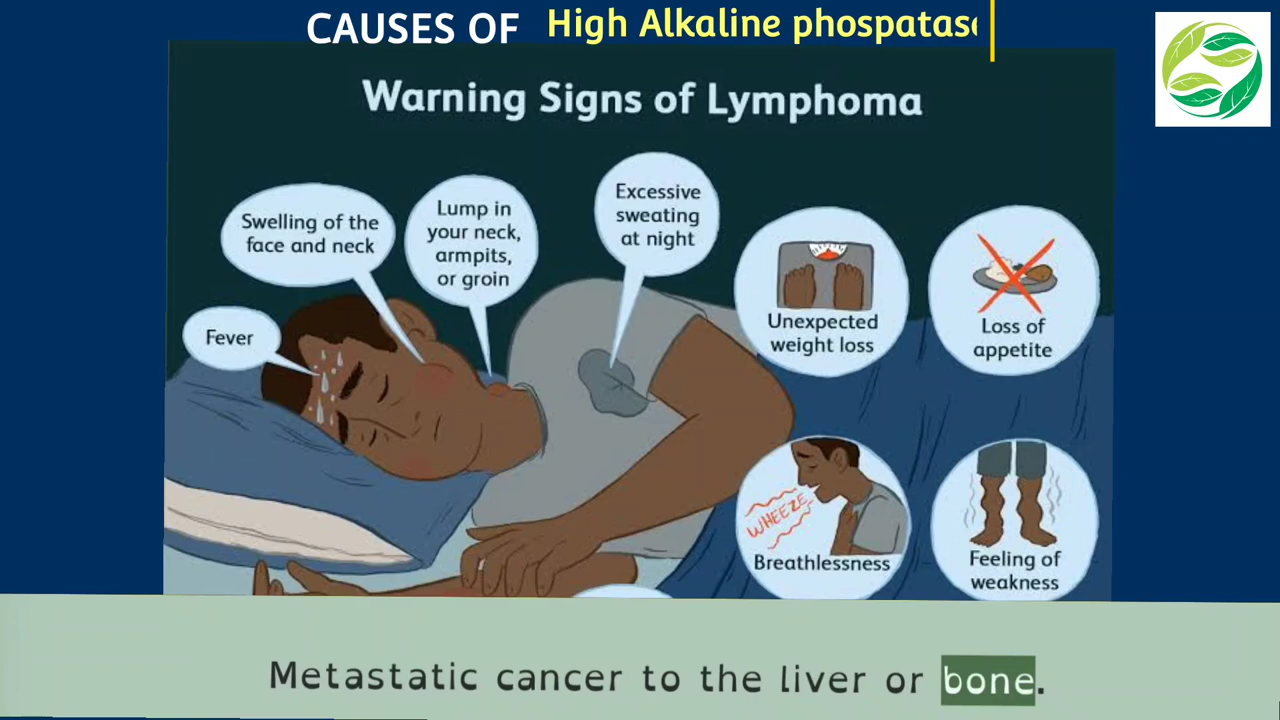 CAUSES OF High Alkaline phospatase
Warning Signs of Lymphoma
Swelling of the
face and neck
Lump in
your neck,
armpits,
or groin
Excessive
sweating
at night
Fever
Unexpected
weight loss
Loss of
appetite
WHEEZE
Breathlessness
Feeling of
weakness
Metastatic cancer to the liver or bone.